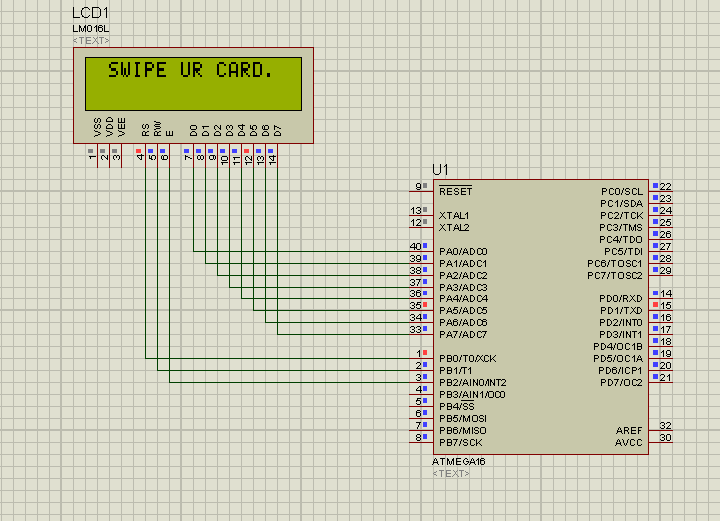 LCD1
LM016L
<TEXT>
SWIPE UR CARD.
VSS VDD VEE RS RW E D0 D1 D2 D3 D4 D5 D6 D7
1 2 3 4 5 6 7 8 9 10 11 12 13 14
U1
9 RESET PC0/SCL 22
PC1/SDA 23
13 XTAL1 PC2/TCK 24
12 XTAL2 PC3/TMS 25
PC4/TDO 26
40 PA0/ADC0 PC5/TDI 27
39 PA1/ADC1 PC6/TOSC1 28
38 PA2/ADC2 PC7/TOSC2 29
37 PA3/ADC3
36 PA4/ADC4 PD0/RXD 14
35 PA5/ADC5 PD1/TXD 15
34 PA6/ADC6 PD2/INT0 16
33 PA7/ADC7 PD3/INT1 17
PD4/OC1B 18
1 PB0/T0/XCK PD5/OC1A 19
2 PB1/T1 PD6/ICP1 20
3 PB2/AIN0/INT2 PD7/OC2 21
4 PB3/AIN1/OC0
5 PB4/SS
6 PB5/MOSI
7 PB6/MISO AREF 32
8 PB7/SCK AVCC 30
ATMEGA16
<TEXT>